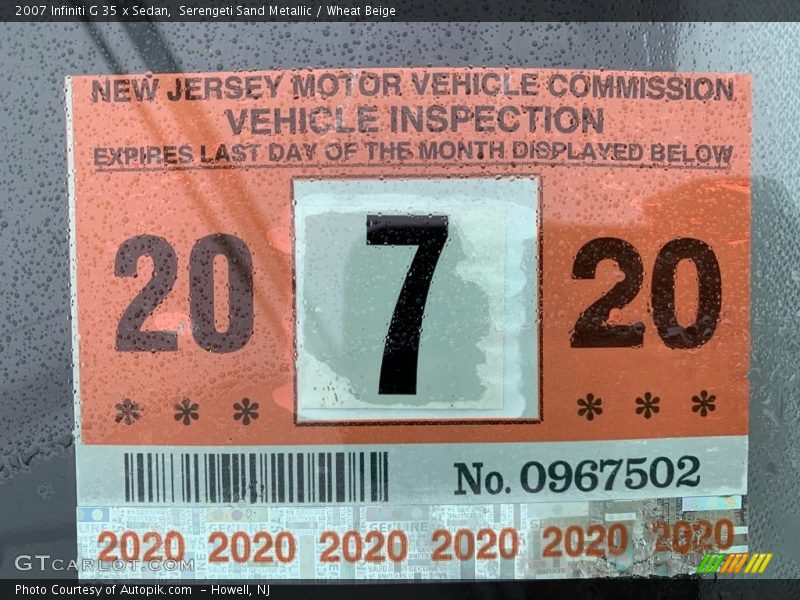 2007 Infiniti G 35 x Sedan, Serengeti Sand Metallic / Wheat Beige
NEW JERSEY MOTOR VEHICLE COMMISSION
VEHICLE INSPECTION
EXPIRES LAST DAY OF THE MONTH DISPLAYED BELOW
20 7 20
* * * * * *
No. 0967502
2020 2020 2020 2020 2020 2020
GTCARLOT.COM
Photo Courtesy of Autopik.com - Howell, NJ